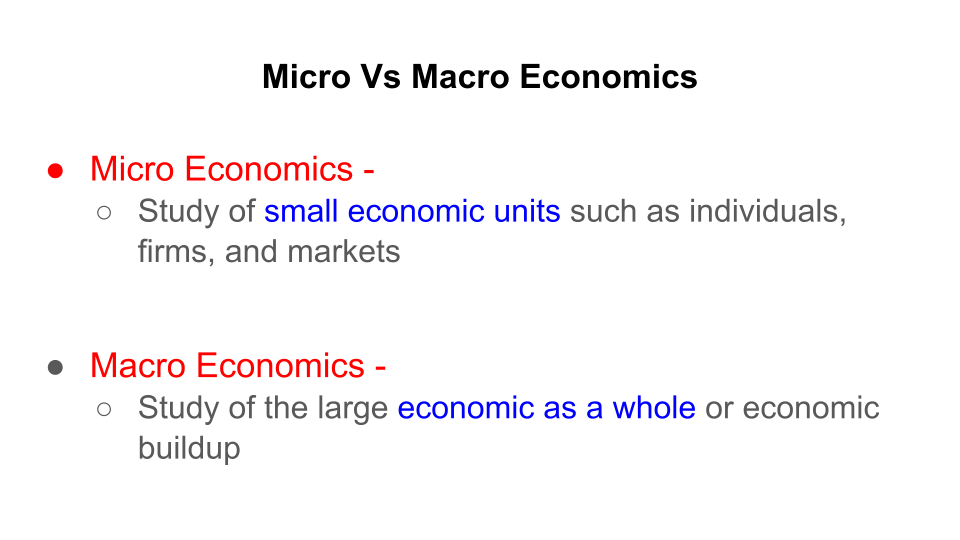 Micro Vs Macro Economics
● Micro Economics -
○ Study of small economic units such as individuals,
firms, and markets
● Macro Economics -
○ Study of the large economic as a whole or economic
buildup